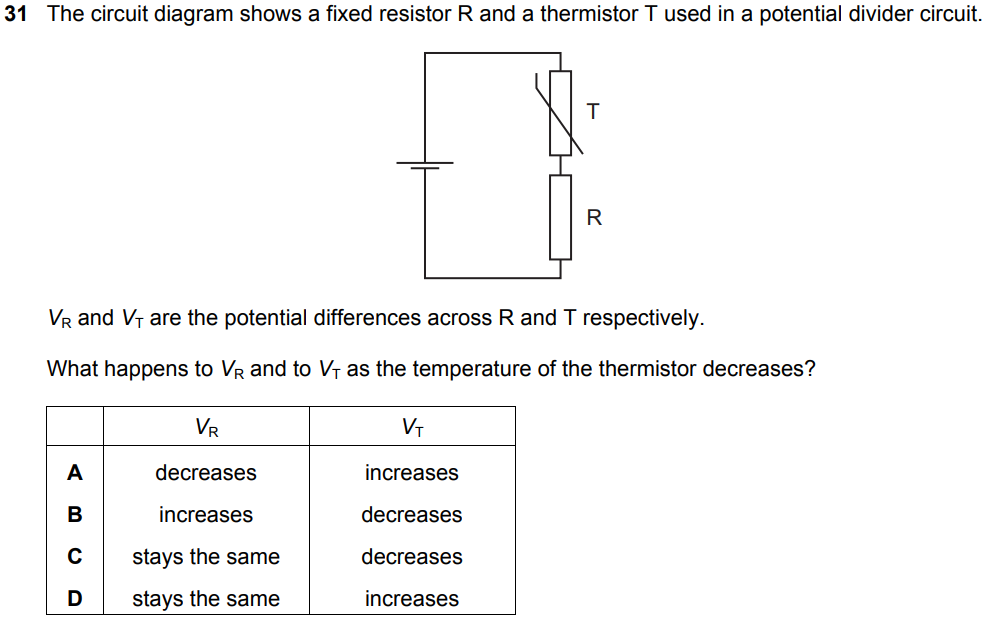 31 The circuit diagram shows a fixed resistor R and a thermistor T used in a potential divider circuit.
T
R
VR and VT are the potential differences across R and T respectively.
What happens to VR and to VT as the temperature of the thermistor decreases?
VR VT
A decreases increases
B increases decreases
C stays the same decreases
D stays the same increases